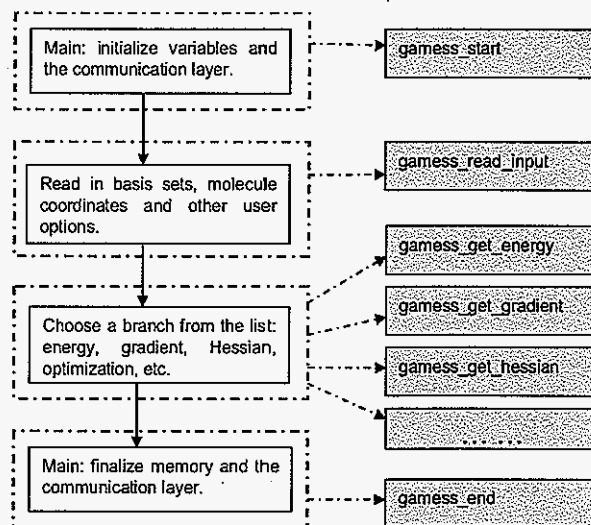 Main: initialize variables and
the communication layer.
gamess_start
Read in basis sets, molecule
coordinates and other user
options.
gamess_read_input
Choose a branch from the list:
energy, gradient, Hessian,
optimization, etc.
gamess_get_energy
gamess_get_gradient
gamess_get_hessian
.......
Main: finalize memory and the
communication layer.
gamess_end